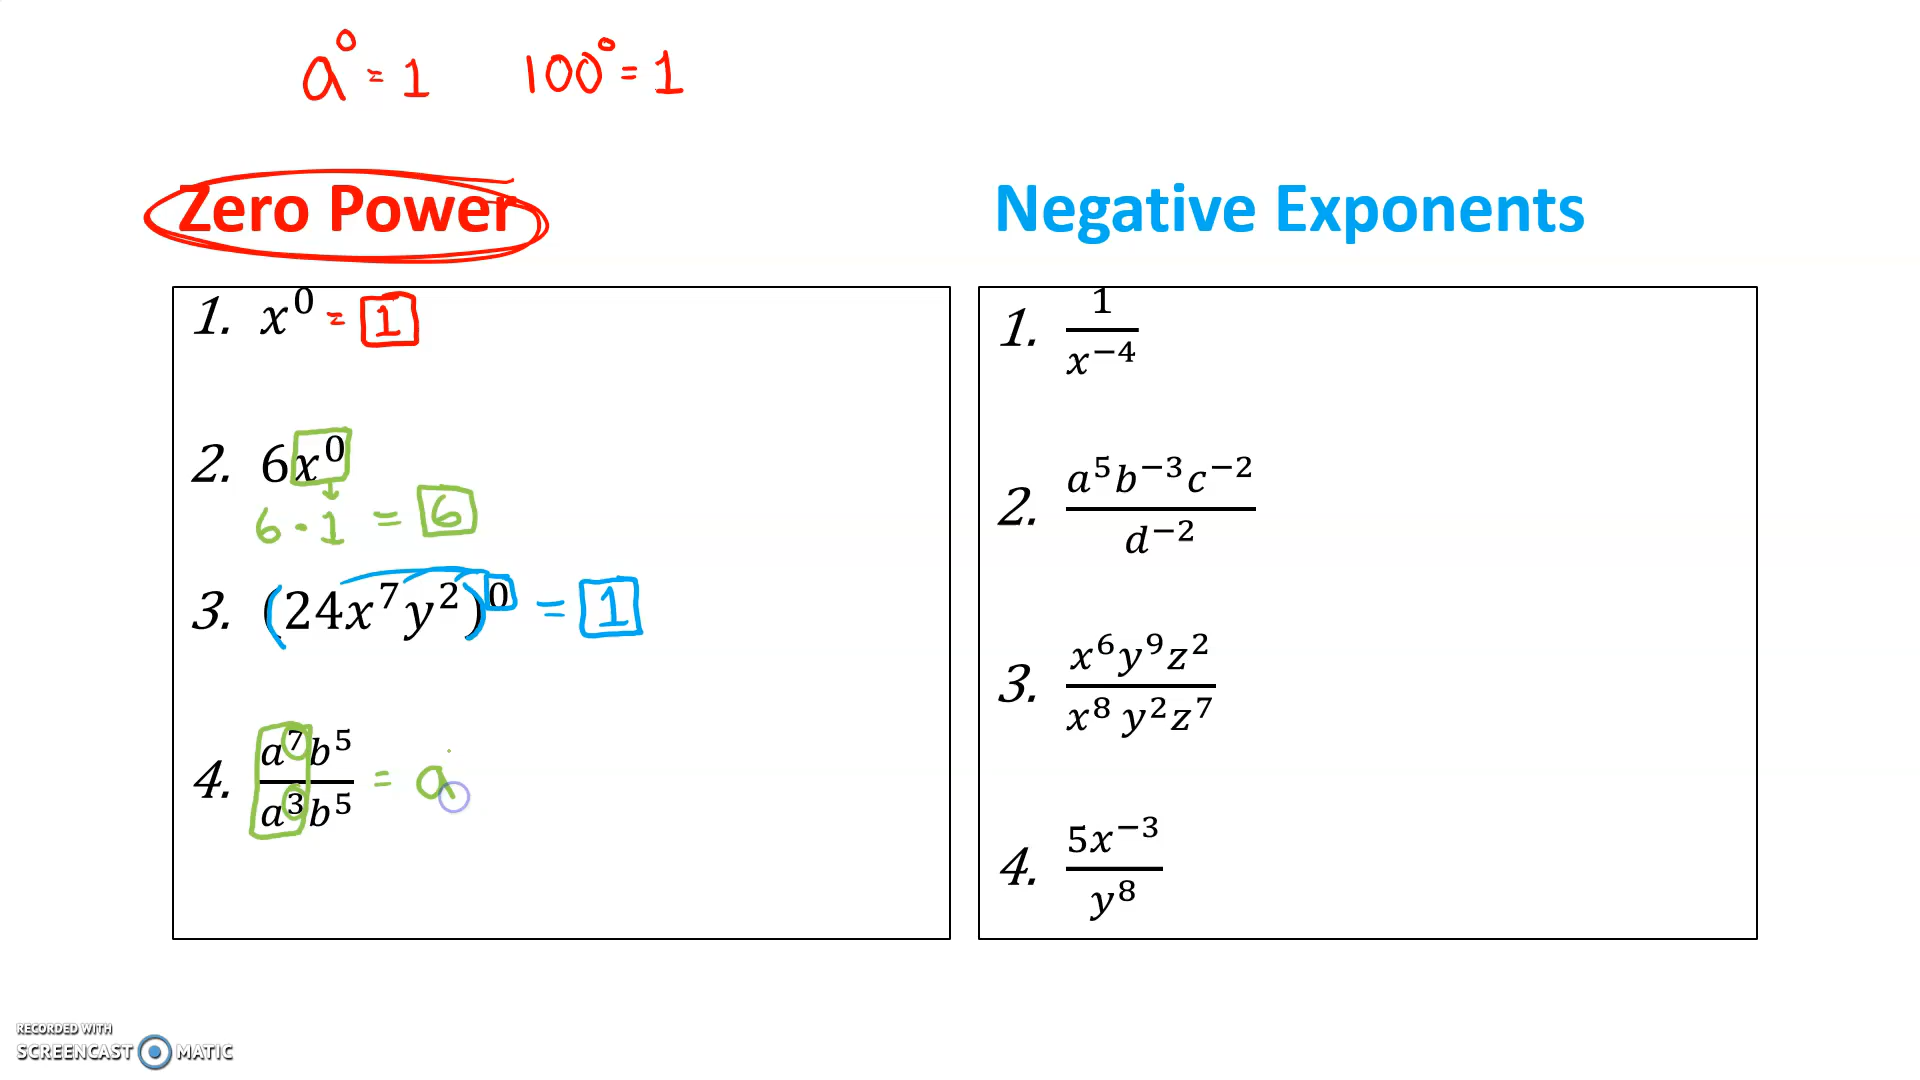 a⁰ = 1 100⁰ = 1
Zero Power
1. x⁰ = 1
2. 6x⁰
6 · 1 = 6
3. (24x⁷y²)⁰ = 1
4. a⁷b⁵/a³b⁵ = a
Negative Exponents
1. 1/x⁻⁴
2. a⁵b⁻³c⁻²/d⁻²
3. x⁶y⁹z²/x⁸y²z⁷
4. 5x⁻³/y⁸
RECORDED WITH
SCREENCAST MATIC